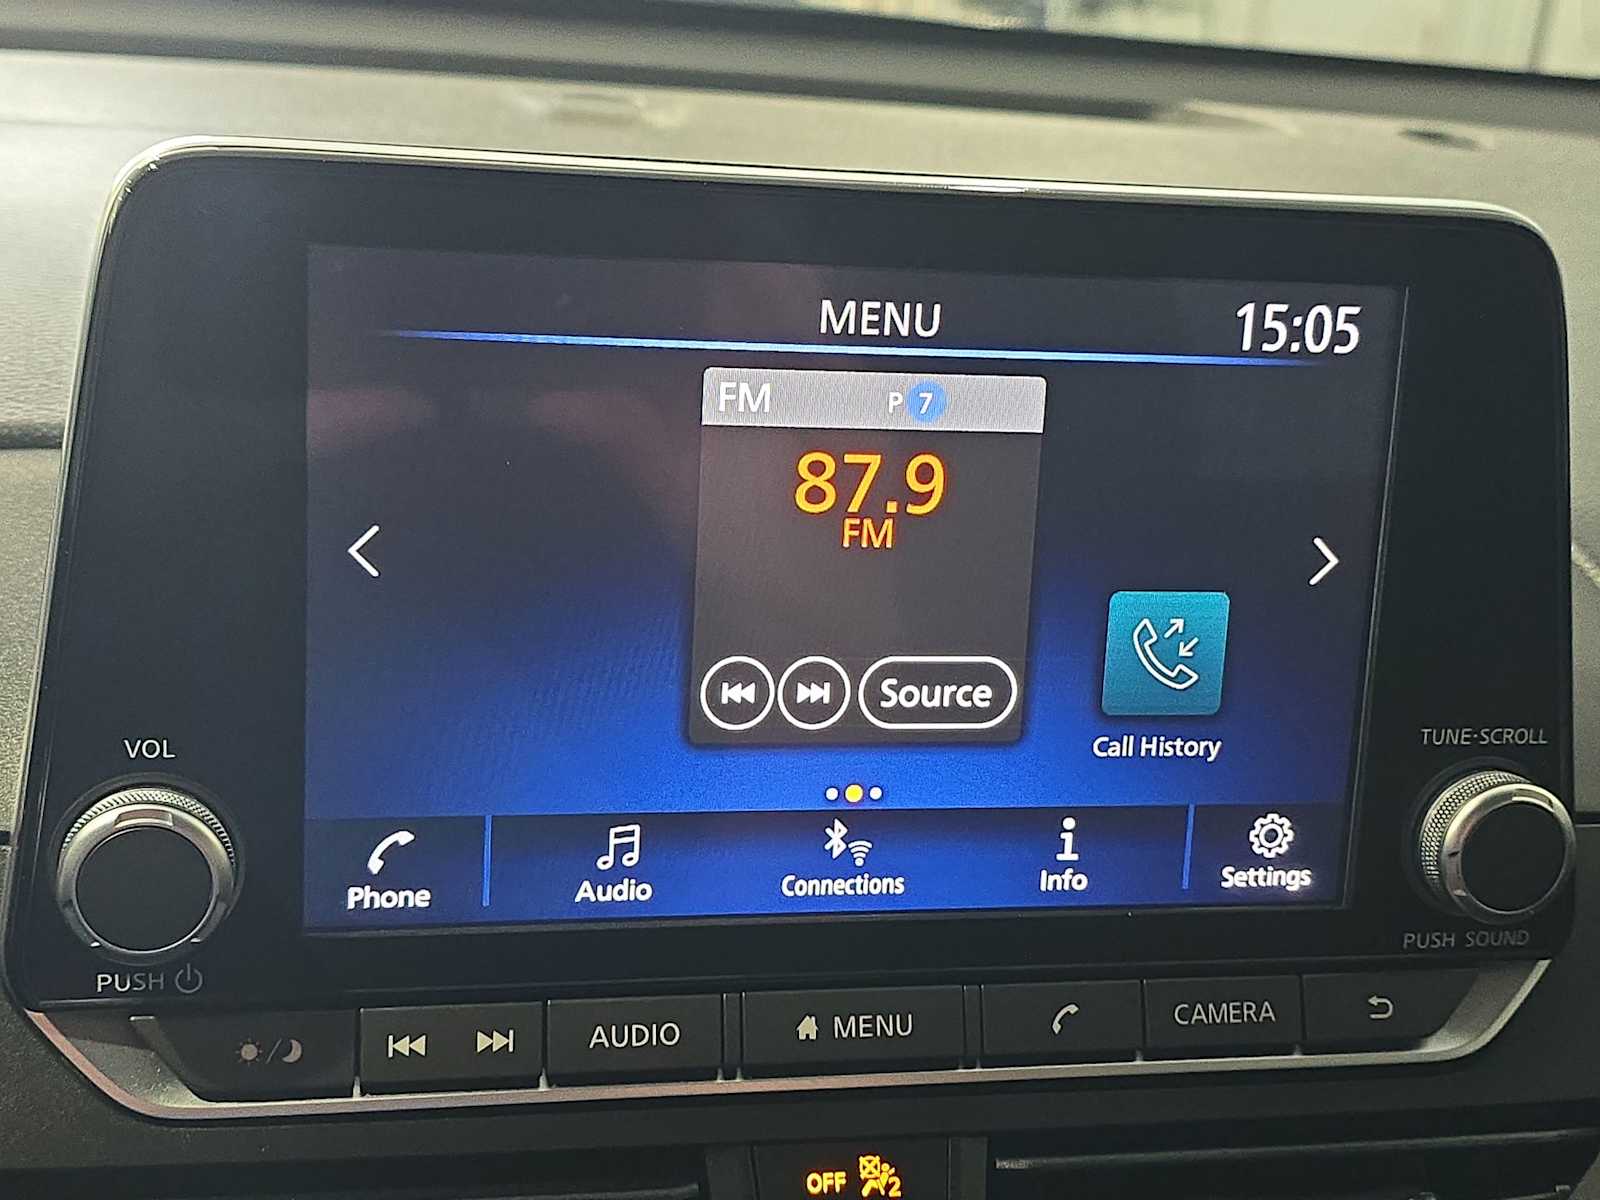 MENU
15:05
FM P 7
87.9
FM
Source
Call History
VOL
TUNE·SCROLL
Phone
Audio
Connections
Info
Settings
PUSH
PUSH SOUND
AUDIO
MENU
CAMERA
OFF 2